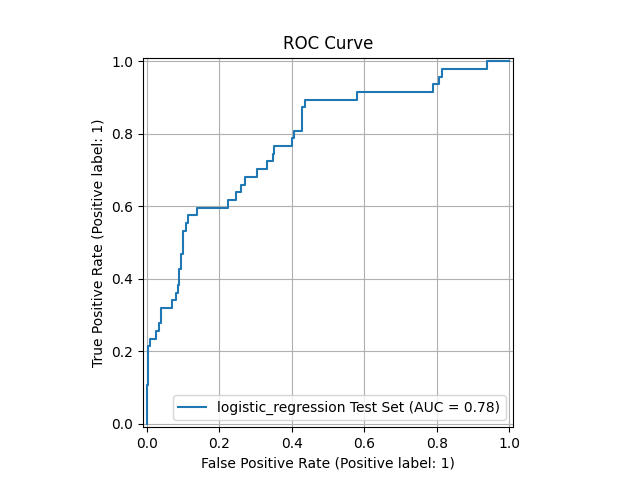 ROC Curve
True Positive Rate (Positive label: 1)
1.0
0.8
0.6
0.4
0.2
0.0
logistic_regression Test Set (AUC = 0.78)
0.0 0.2 0.4 0.6 0.8 1.0
False Positive Rate (Positive label: 1)